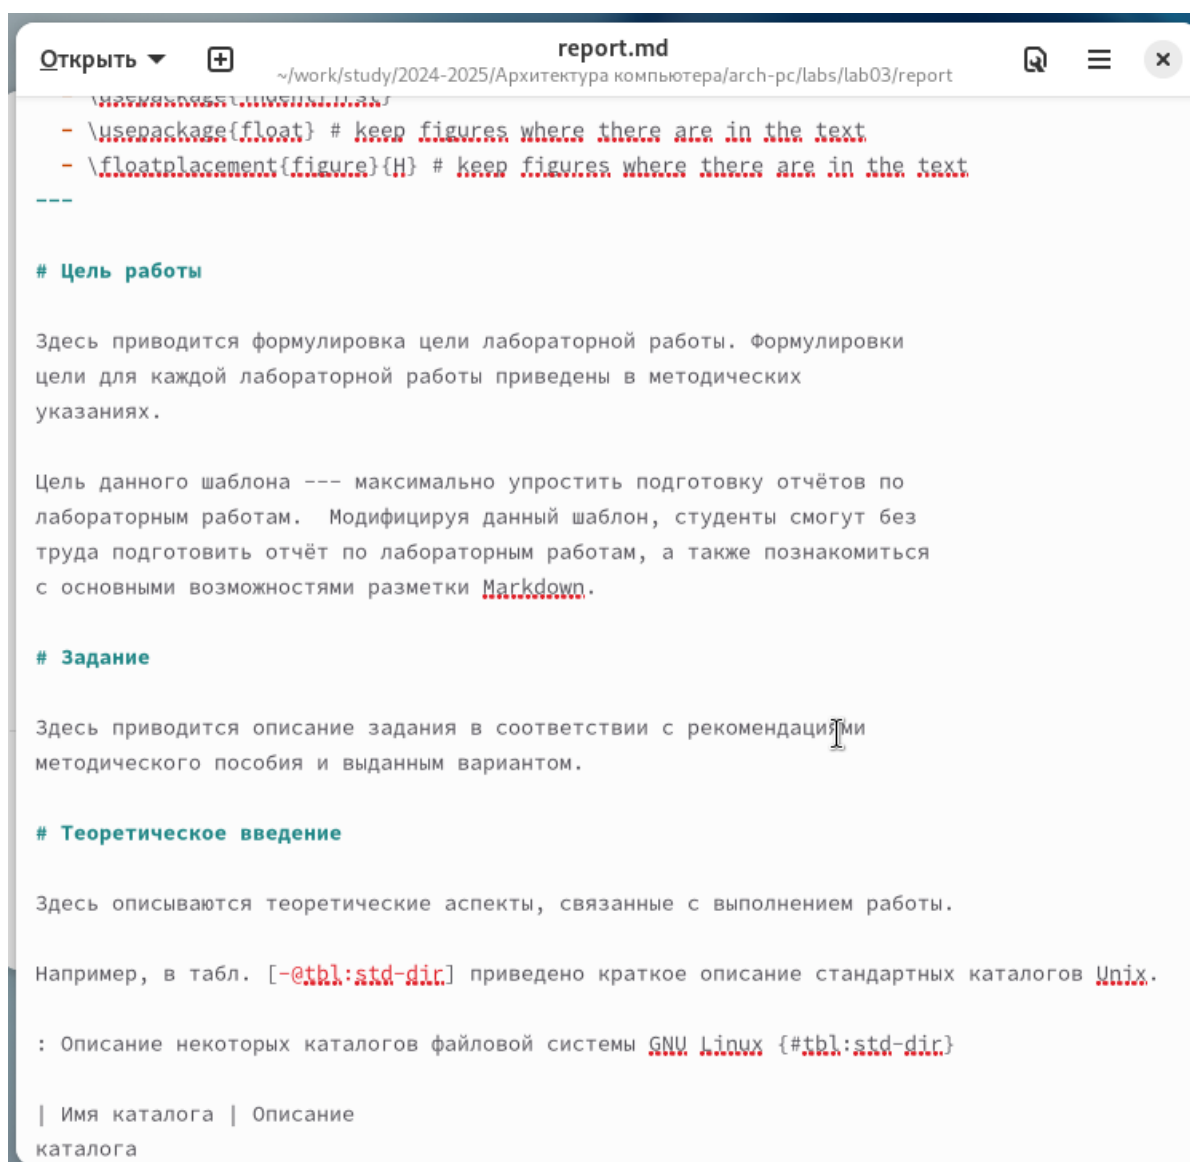 Открыть
report.md
~/work/study/2024-2025/Архитектура компьютера/arch-pc/labs/lab03/report
- \usepackage{indentfirst}
- \usepackage{float} # keep figures where there are in the text
- \floatplacement{figure}{H} # keep figures where there are in the text
---
# Цель работы
Здесь приводится формулировка цели лабораторной работы. Формулировки
цели для каждой лабораторной работы приведены в методических
указаниях.
Цель данного шаблона --- максимально упростить подготовку отчётов по
лабораторным работам.  Модифицируя данный шаблон, студенты смогут без
труда подготовить отчёт по лабораторным работам, а также познакомиться
с основными возможностями разметки Markdown.
# Задание
Здесь приводится описание задания в соответствии с рекомендациями
методического пособия и выданным вариантом.
# Теоретическое введение
Здесь описываются теоретические аспекты, связанные с выполнением работы.
Например, в табл. [-@tbl:std-dir] приведено краткое описание стандартных каталогов Unix.
: Описание некоторых каталогов файловой системы GNU Linux {#tbl:std-dir}
| Имя каталога | Описание
каталога